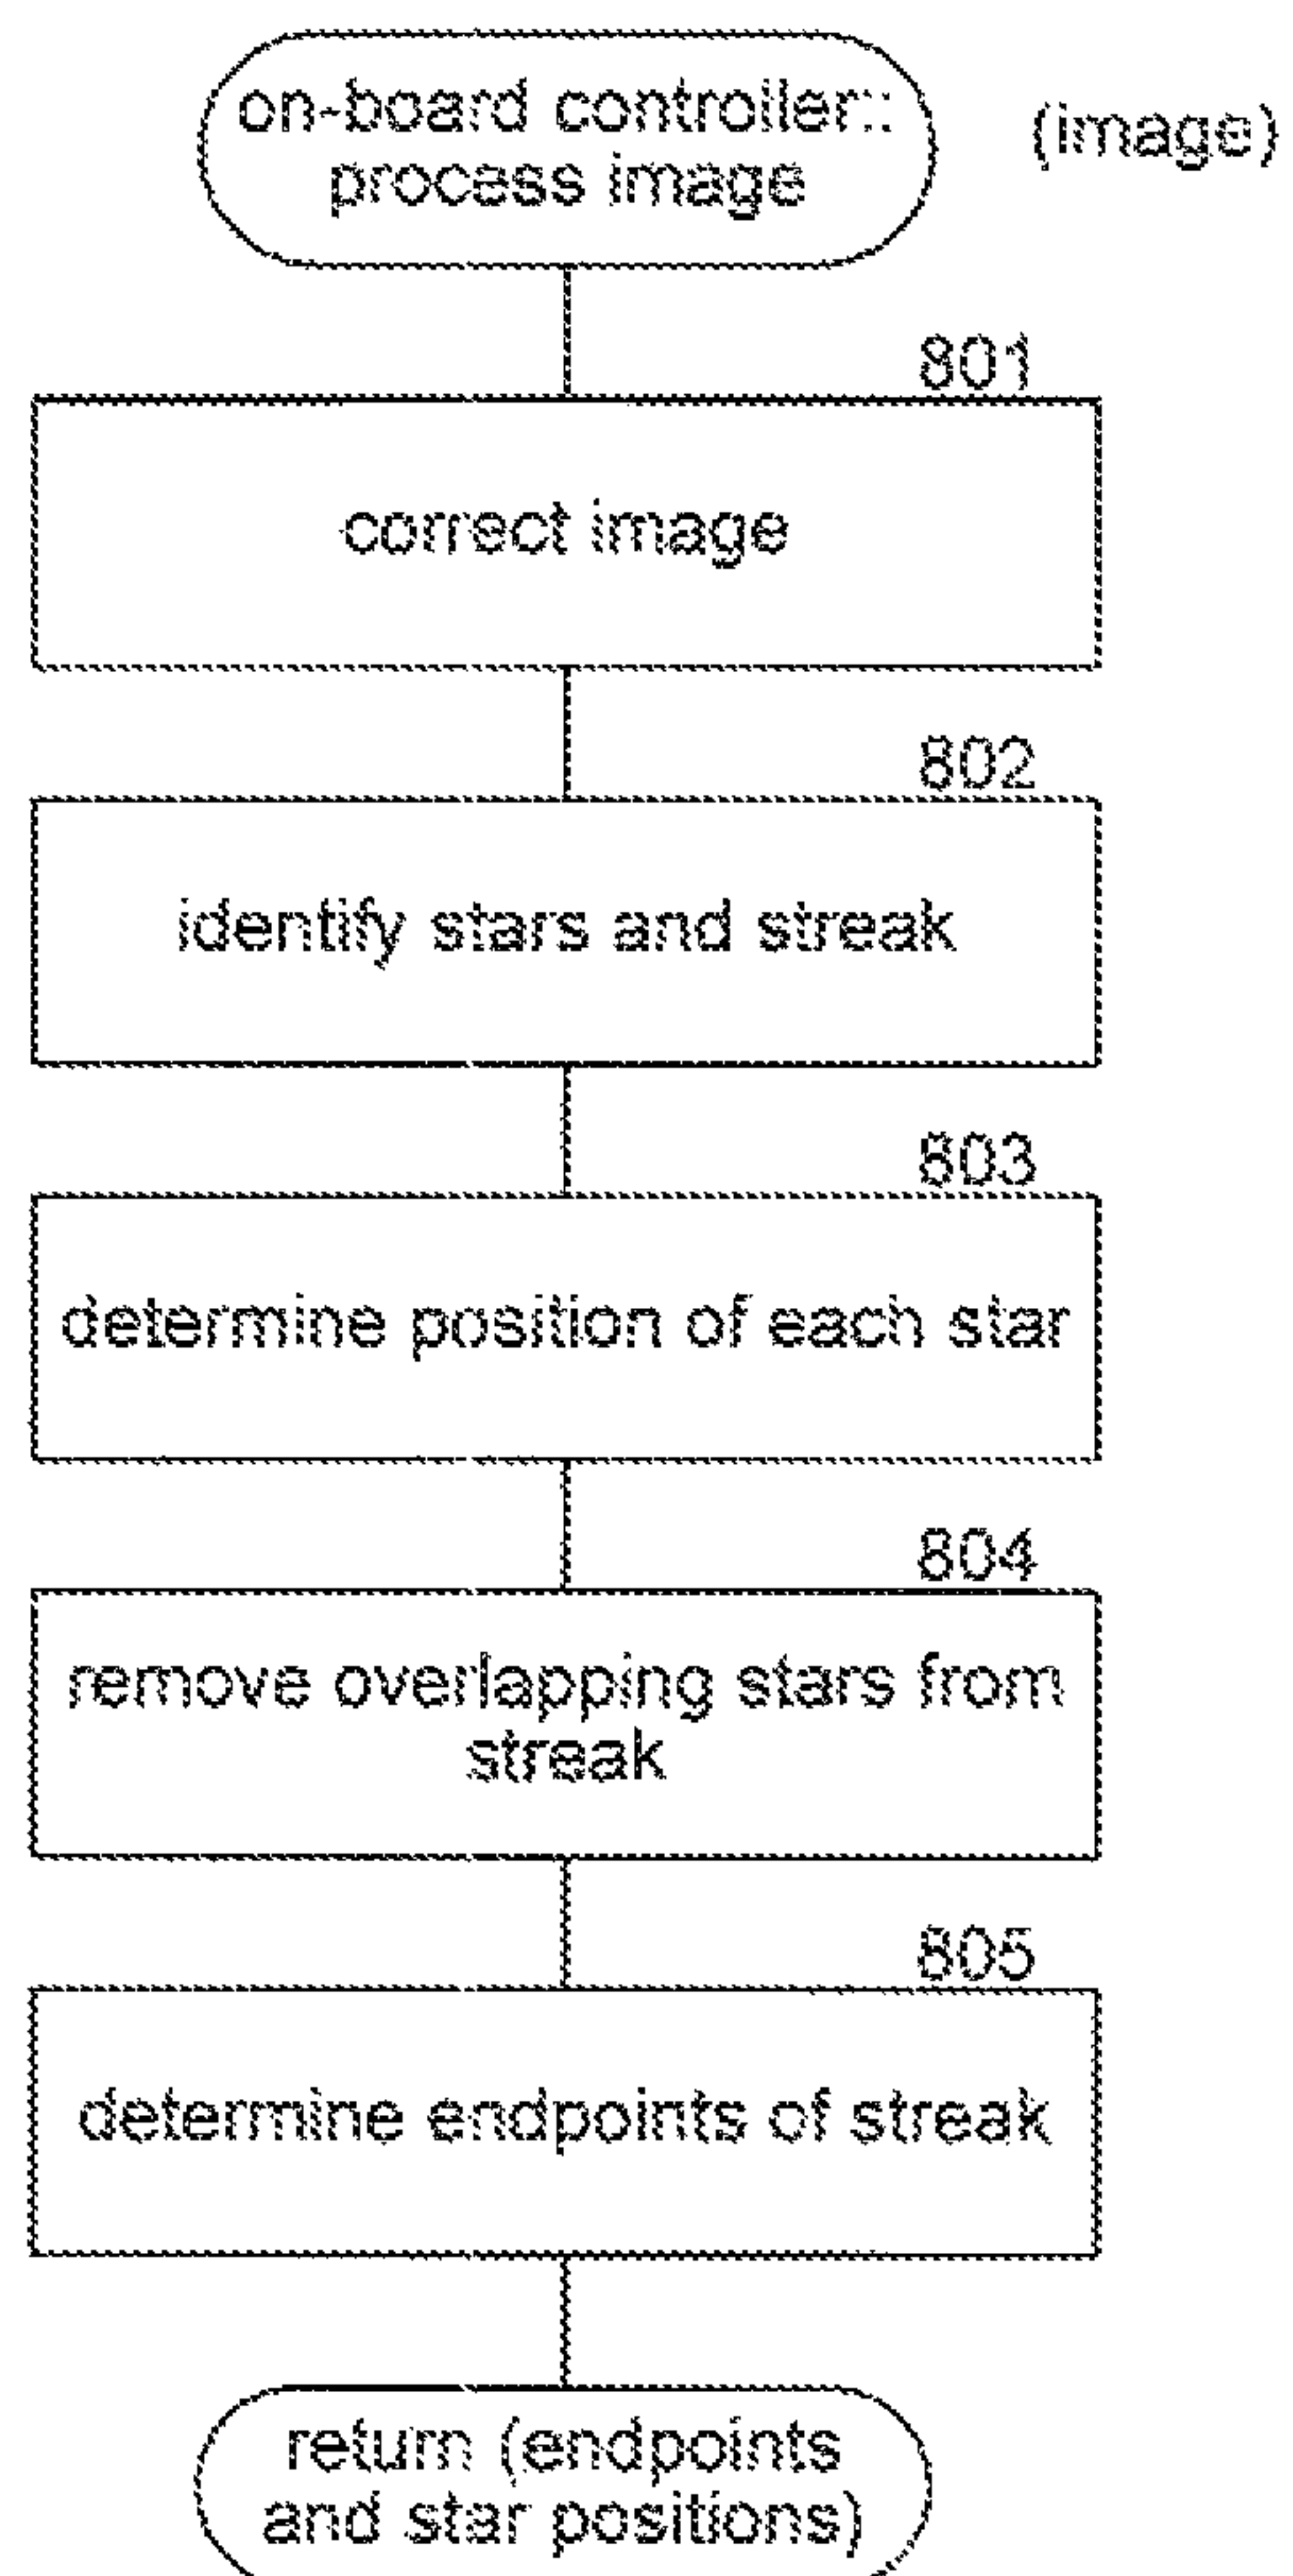 on-board controller::
process image
(image)
801
correct image
802
identify stars and streak
803
determine position of each star
804
remove overlapping stars from
streak
805
determine endpoints of streak
return (endpoints
and star positions)